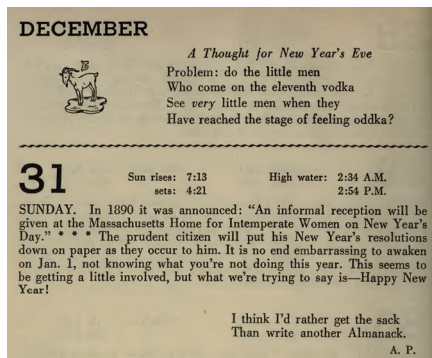 DECEMBER
A Thought for New Year's Eve
Problem: do the little men
Who come on the eleventh vodka
See very little men when they
Have reached the stage of feeling oddka?
31
Sun rises: 7:13 High water: 2:34 A.M.
sets: 4:21 2:54 P.M.
SUNDAY. In 1890 it was announced: "An informal reception will be
given at the Massachusetts Home for Intemperate Women on New Year's
Day." * * * The prudent citizen will put his New Year's resolutions
down on paper as they occur to him. It is no end embarrassing to awaken
on Jan. 1, not knowing what you're not doing this year. This seems to
be getting a little involved, but what we're trying to say is—Happy New
Year!
I think I'd rather get the sack
Than write another Almanack.
A. P.